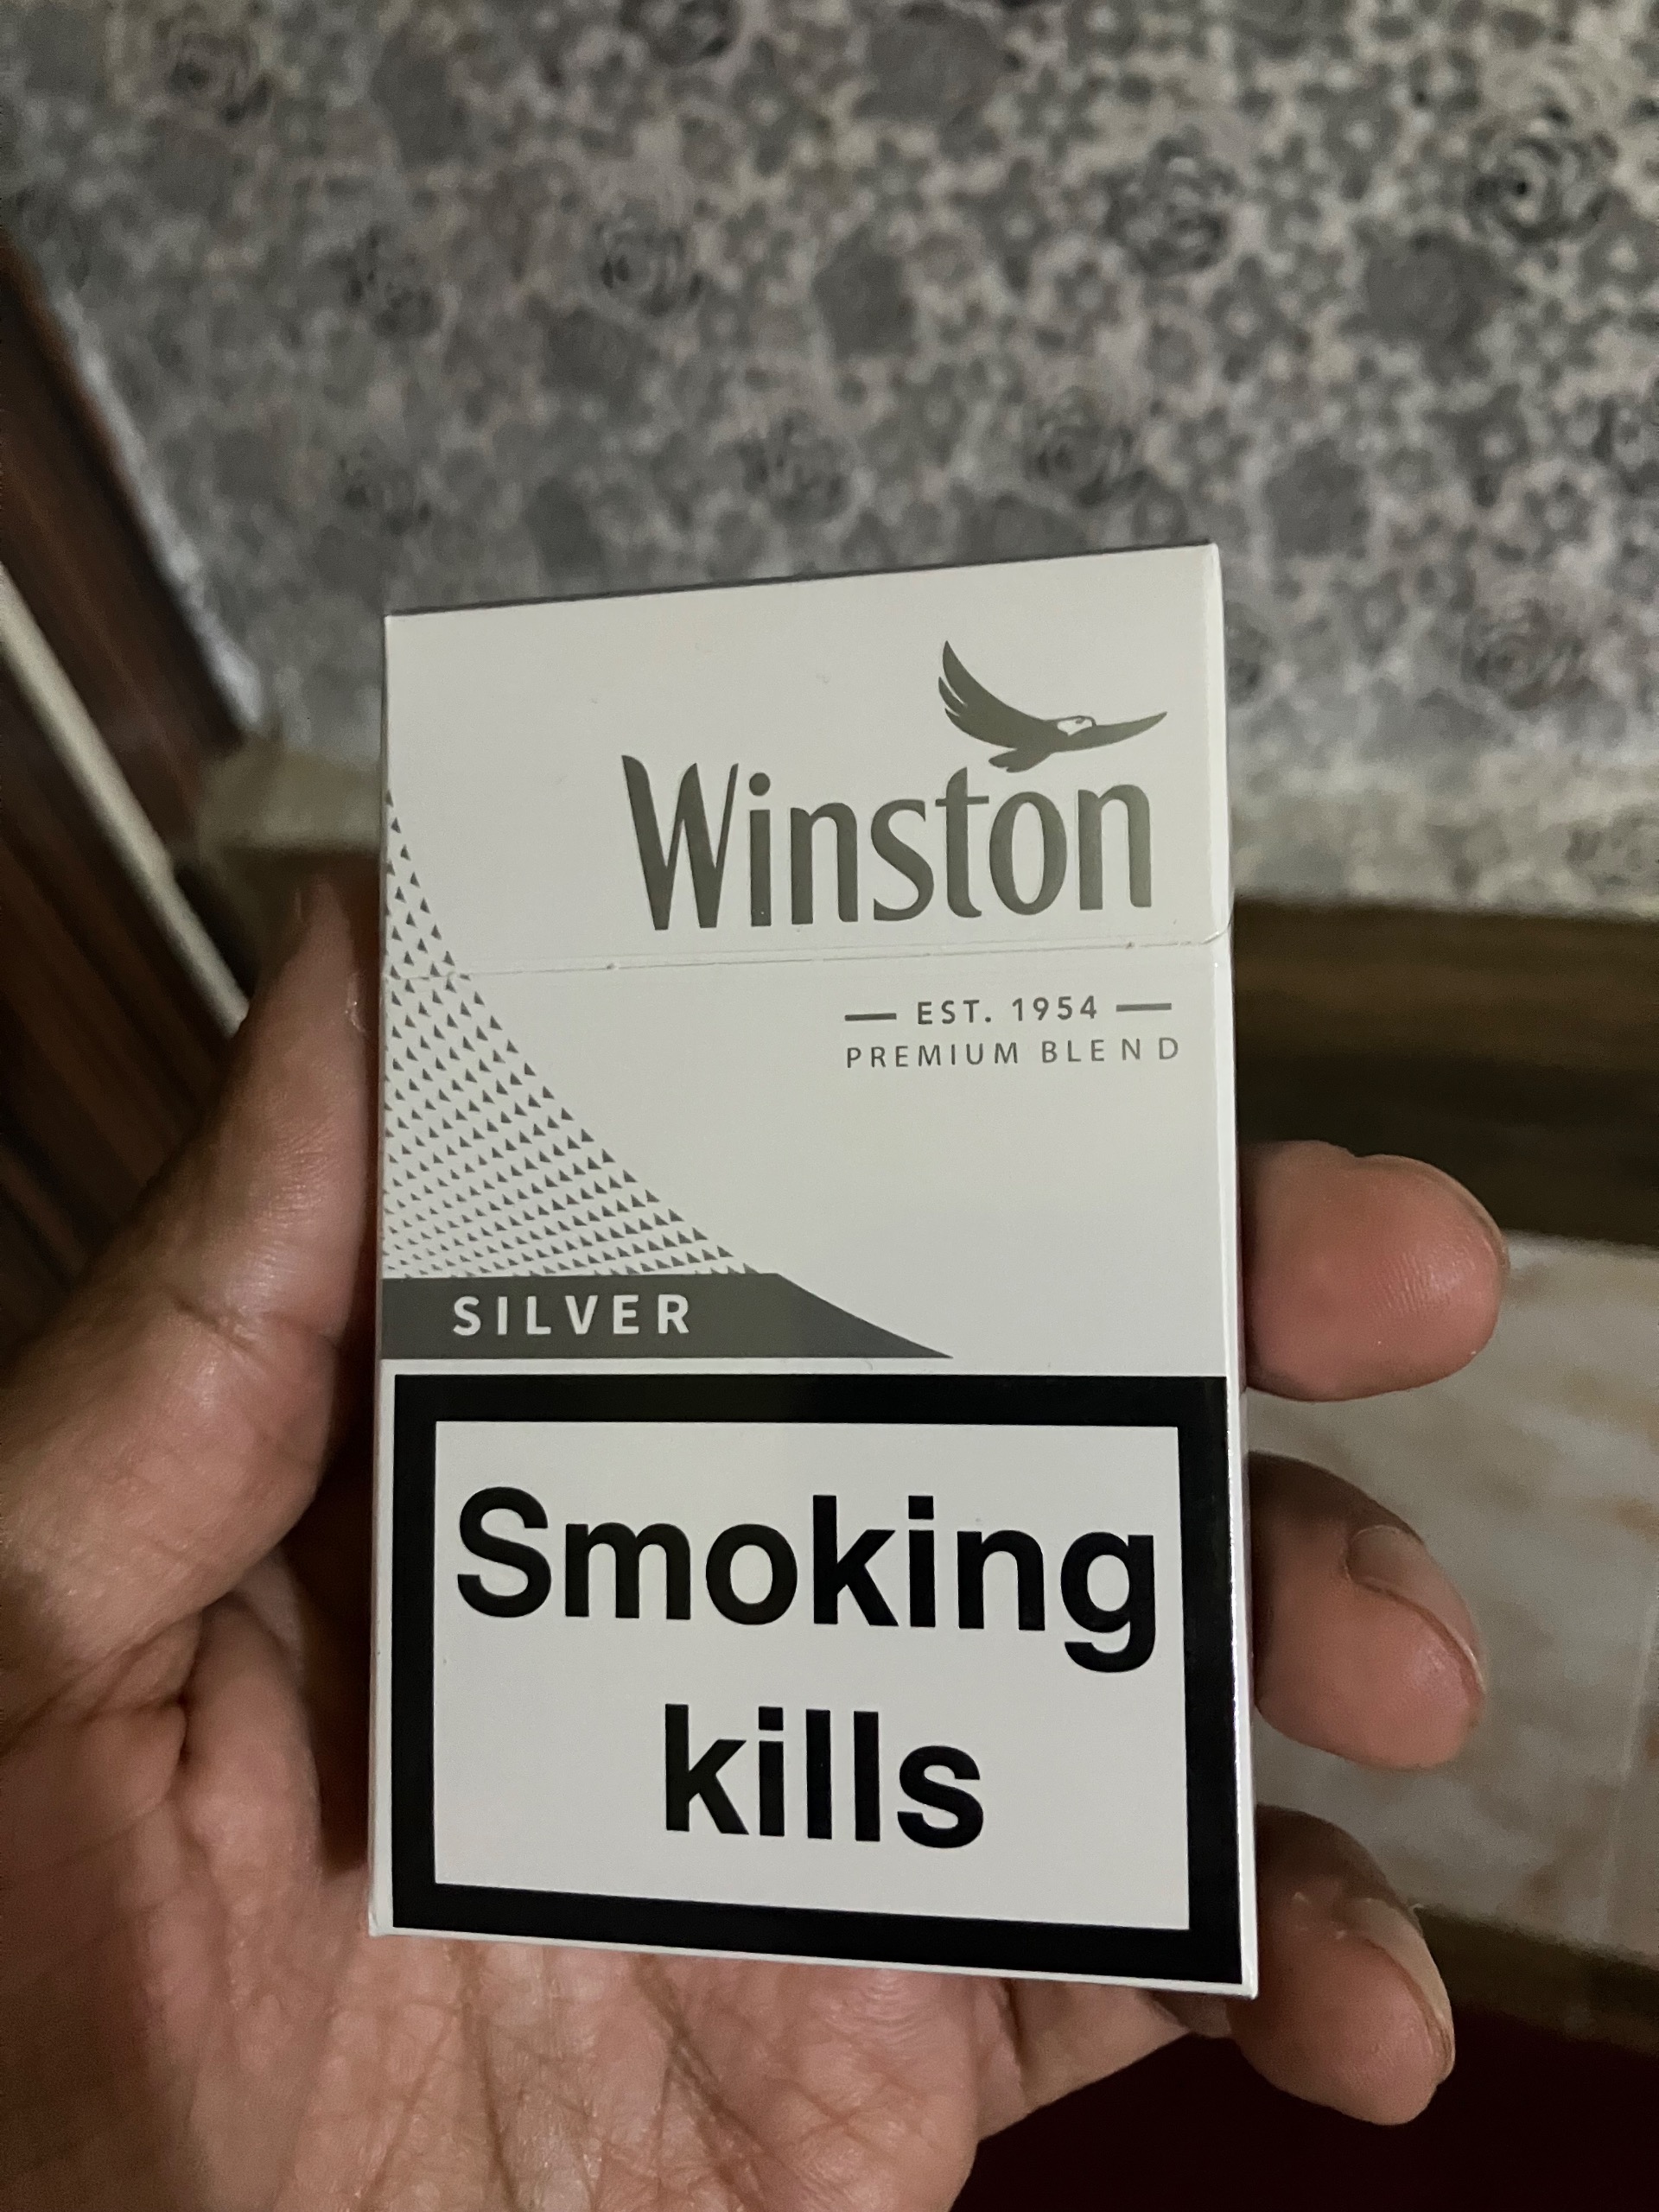 Winston
EST. 1954
PREMIUM BLEND
SILVER
Smoking
kills